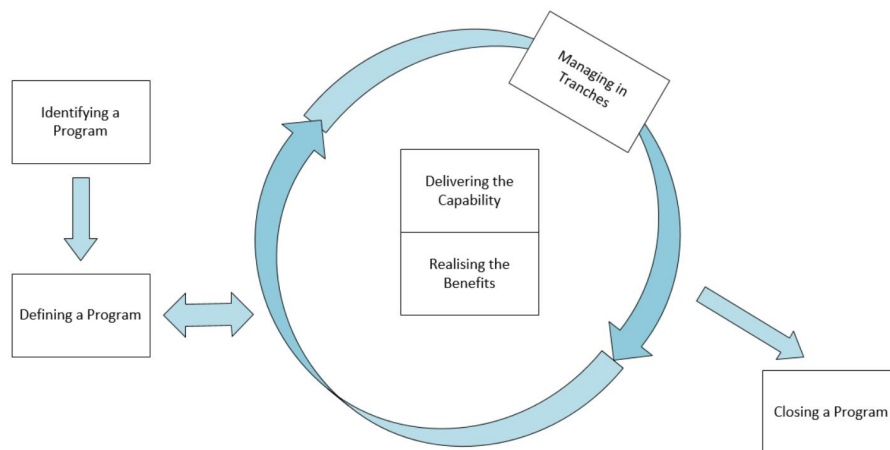 Identifying a
Program
Defining a Program
Managing in
Tranches
Delivering the
Capability
Realising the
Benefits
Closing a Program